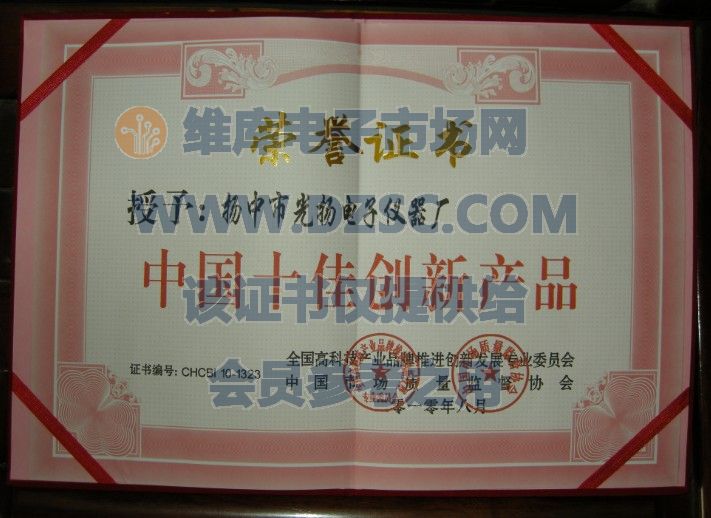 维库电子市场网
荣誉证书
WWW.DZSC.COM
授予：扬中市光扬电子仪器厂
中国十佳创新产品
该证书仅提供给
会员参考之用
全国高科技产业品牌推进创新发展专业委员会
证书编号：CHCBI 10-1323
中国市场质量监督协会
二零一零年八月